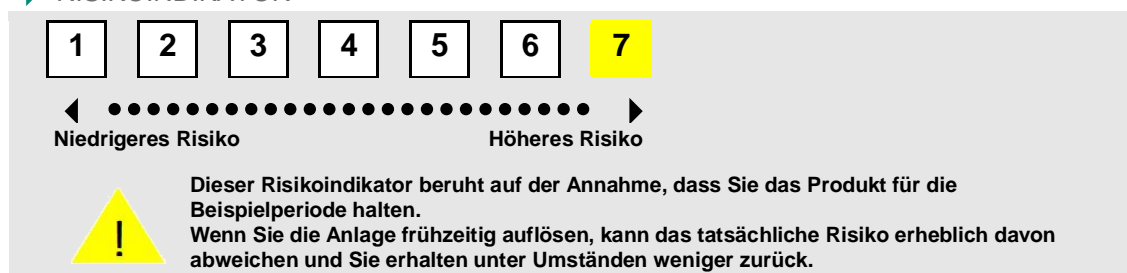 RISIKOINDIKATOR
1 2 3 4 5 6 7
Niedrigeres Risiko Höheres Risiko
Dieser Risikoindikator beruht auf der Annahme, dass Sie das Produkt für die
Beispielperiode halten.
Wenn Sie die Anlage frühzeitig auflösen, kann das tatsächliche Risiko erheblich davon
abweichen und Sie erhalten unter Umständen weniger zurück.
!